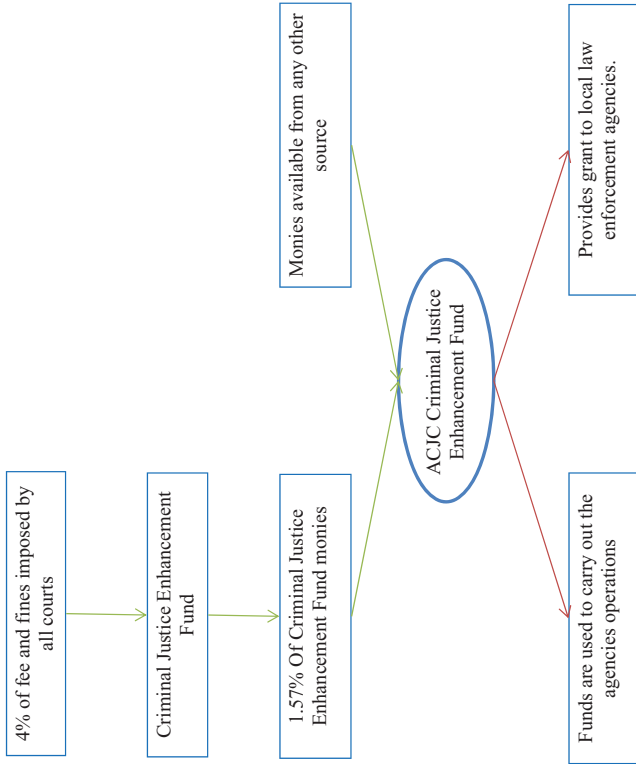 4% of fee and fines imposed by
all courts
Criminal Justice Enhancement
Fund
1.57% Of Criminal Justice
Enhancement Fund monies
Monies available from any other
source
ACJC Criminal Justice
Enhancement Fund
Funds are used to carry out the
agencies operations
Provides grant to local law
enforcement agencies.